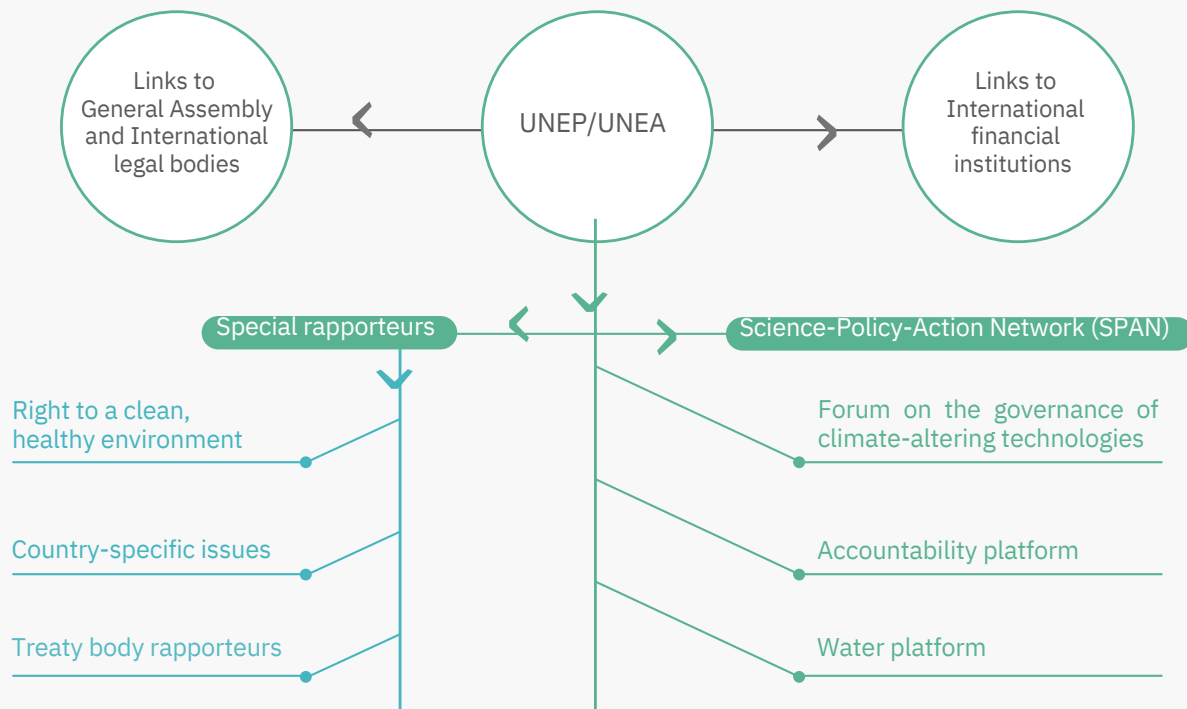 Links to
General Assembly
and International
legal bodies
UNEP/UNEA
Links to
International
financial
institutions
Special rapporteurs
Science-Policy-Action Network (SPAN)
Right to a clean,
healthy environment
Forum on the governance of
climate-altering technologies
Country-specific issues
Accountability platform
Treaty body rapporteurs
Water platform